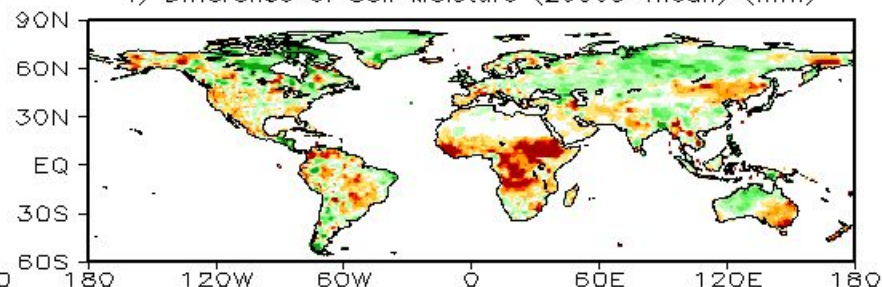 Difference of Soil Moisture (2000s mean) (mm)
90N
60N
30N
EQ
30S
60S
0 180 120W 60W 0 60E 120E 180